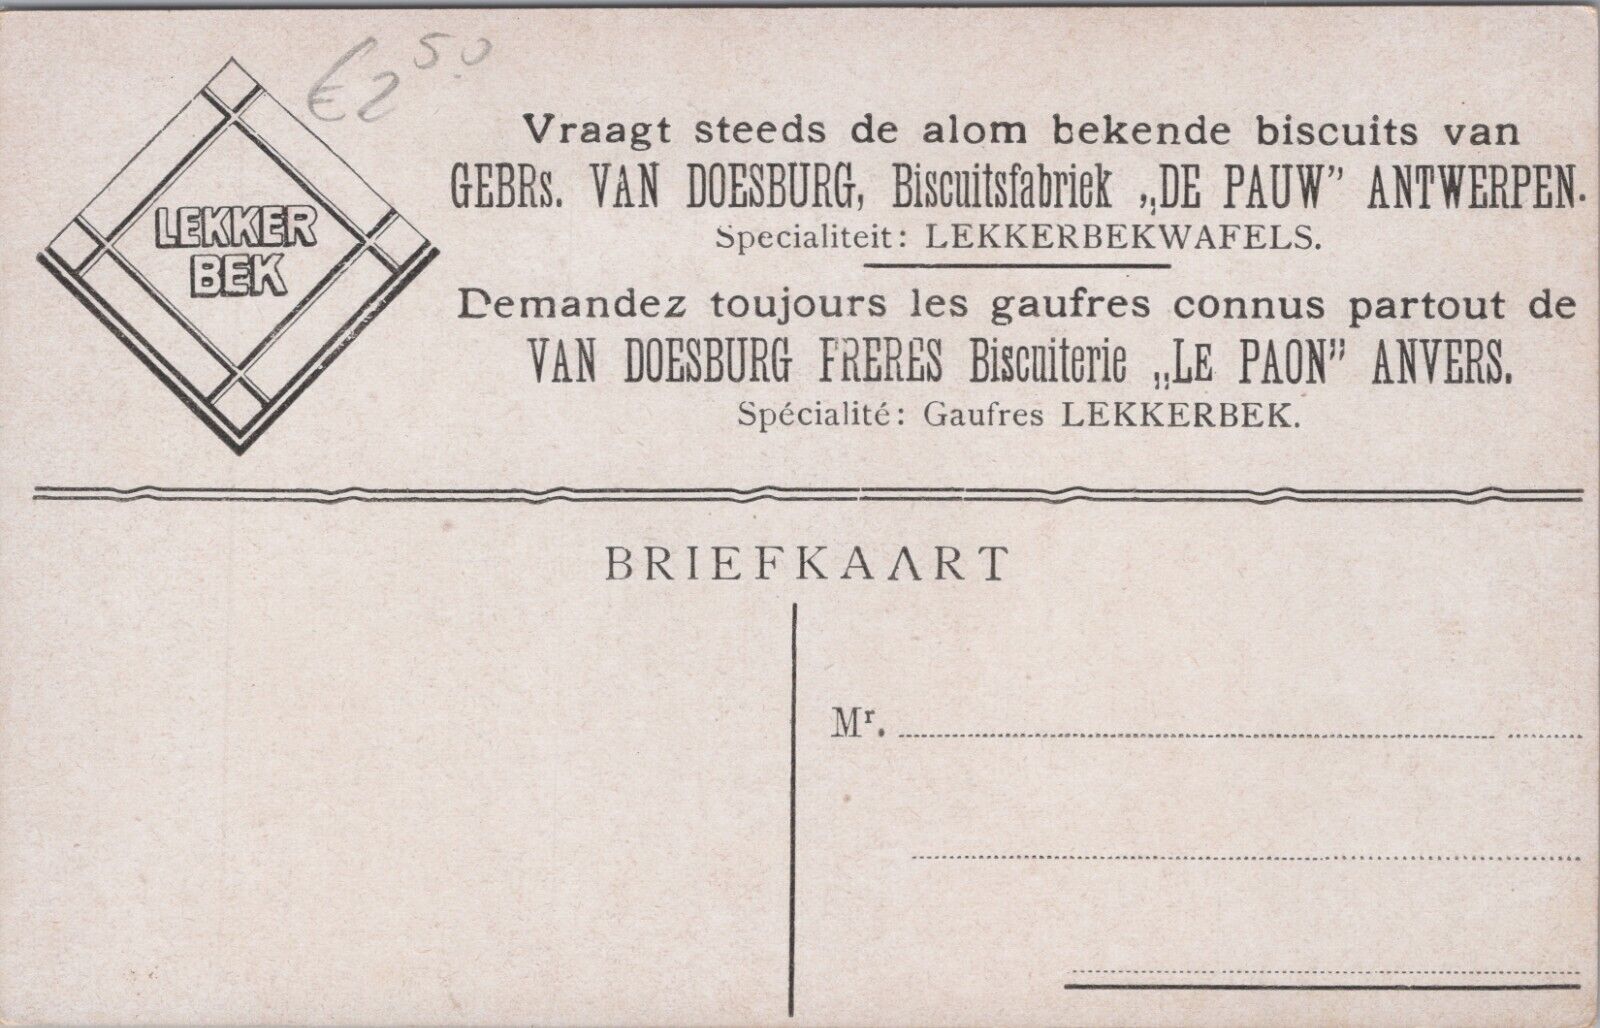 €2 50
LEKKER
BEK
Vraagt steeds de alom bekende biscuits van
GEBRs. VAN DOESBURG, Biscuitsfabriek „DE PAUW” ANTWERPEN.
Specialiteit: LEKKERBEKWAFELS.
Demandez toujours les gaufres connus partout de
VAN DOESBURG FRERES Biscuiterie „LE PAON” ANVERS.
Spécialité: Gaufres LEKKERBEK.
BRIEFKAART
Mr.